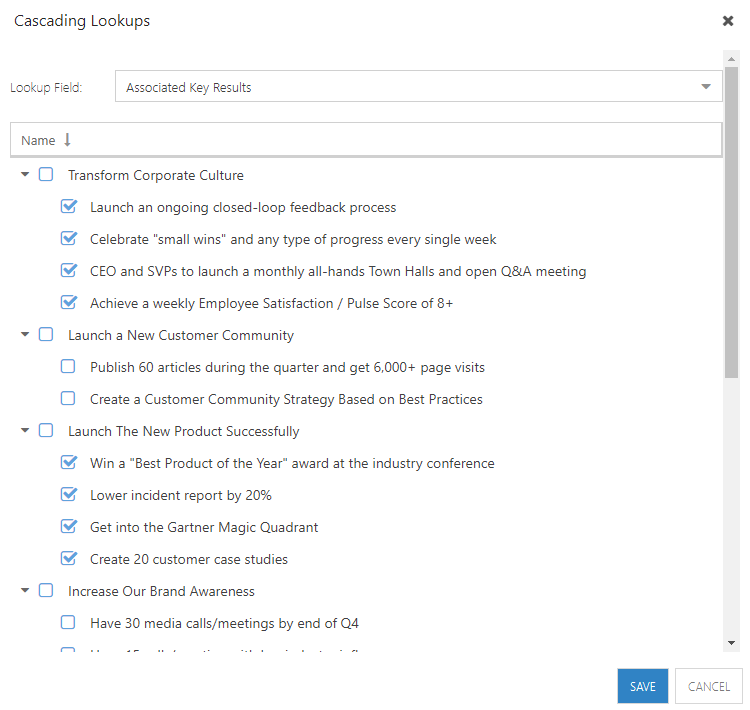 Cascading Lookups
Lookup Field: Associated Key Results
Name
Transform Corporate Culture
Launch an ongoing closed-loop feedback process
Celebrate "small wins" and any type of progress every single week
CEO and SVPs to launch a monthly all-hands Town Halls and open Q&A meeting
Achieve a weekly Employee Satisfaction / Pulse Score of 8+
Launch a New Customer Community
Publish 60 articles during the quarter and get 6,000+ page visits
Create a Customer Community Strategy Based on Best Practices
Launch The New Product Successfully
Win a "Best Product of the Year" award at the industry conference
Lower incident report by 20%
Get into the Gartner Magic Quadrant
Create 20 customer case studies
Increase Our Brand Awareness
Have 30 media calls/meetings by end of Q4
SAVE CANCEL